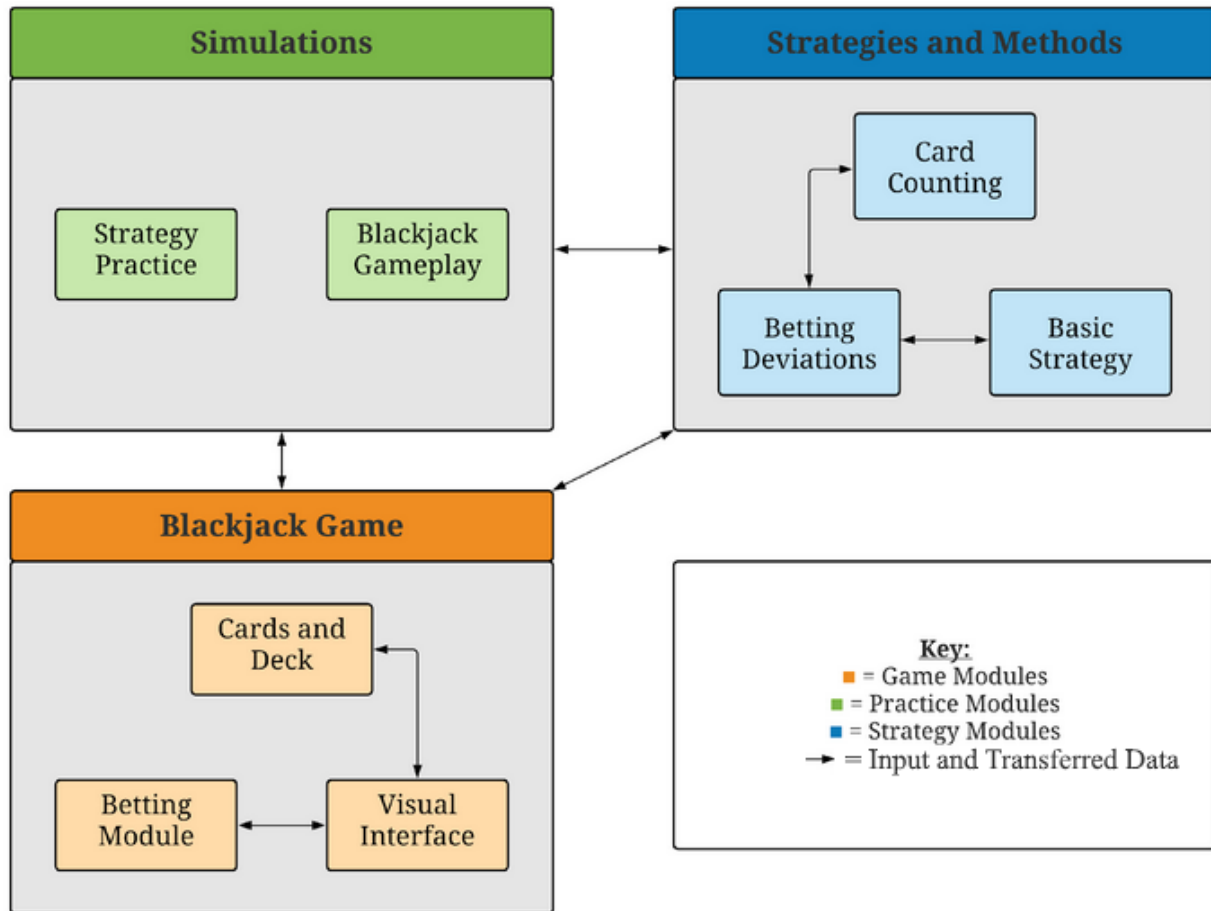 Simulations
Strategy
Practice
Blackjack
Gameplay
Strategies and Methods
Card
Counting
Betting
Deviations
Basic
Strategy
Blackjack Game
Cards and
Deck
Betting
Module
Visual
Interface
Key:
= Game Modules
= Practice Modules
= Strategy Modules
= Input and Transferred Data